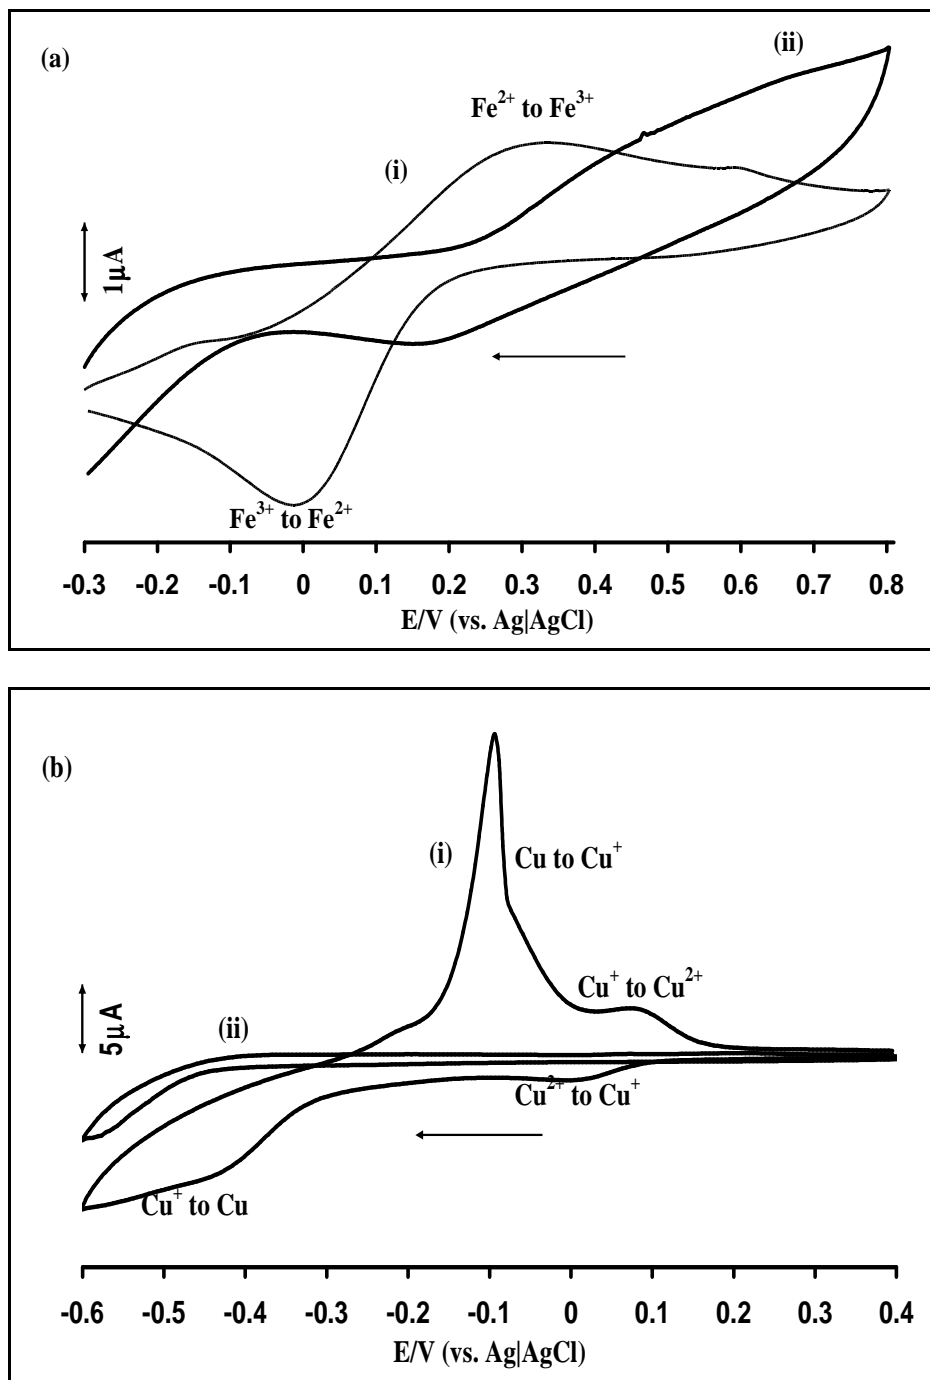 (a)
(ii)
Fe²⁺ to Fe³⁺
(i)
1μA
Fe³⁺ to Fe²⁺
-0.3 -0.2 -0.1 0 0.1 0.2 0.3 0.4 0.5 0.6 0.7 0.8
E/V (vs. Ag|AgCl)
(b)
(i)
Cu to Cu⁺
Cu⁺ to Cu²⁺
5μA
(ii)
Cu²⁺ to Cu⁺
Cu⁺ to Cu
-0.6 -0.5 -0.4 -0.3 -0.2 -0.1 0 0.1 0.2 0.3 0.4
E/V (vs. Ag|AgCl)